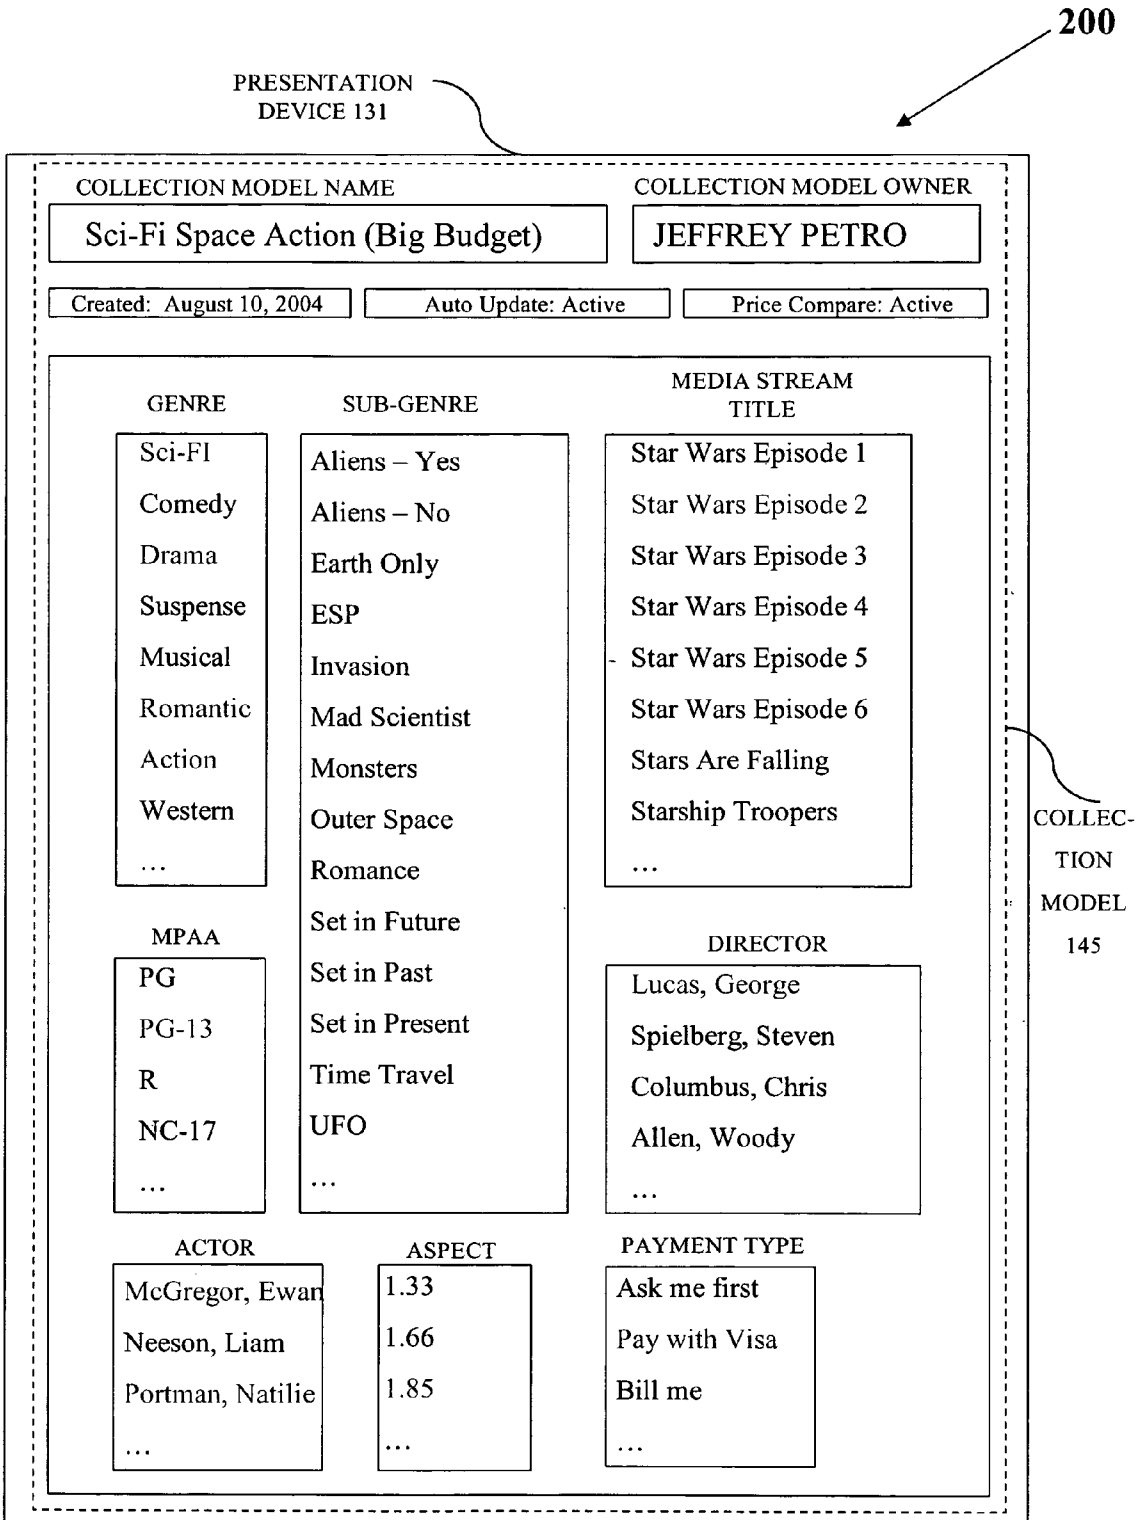 200
PRESENTATION
DEVICE 131
COLLECTION MODEL NAME
Sci-Fi Space Action (Big Budget)
COLLECTION MODEL OWNER
JEFFREY PETRO
Created: August 10, 2004
Auto Update: Active
Price Compare: Active
GENRE
Sci-FI
Comedy
Drama
Suspense
Musical
Romantic
Action
Western
...
SUB-GENRE
Aliens – Yes
Aliens – No
Earth Only
ESP
Invasion
Mad Scientist
Monsters
Outer Space
Romance
Set in Future
Set in Past
Set in Present
Time Travel
UFO
...
MEDIA STREAM
TITLE
Star Wars Episode 1
Star Wars Episode 2
Star Wars Episode 3
Star Wars Episode 4
Star Wars Episode 5
Star Wars Episode 6
Stars Are Falling
Starship Troopers
...
COLLEC-
TION
MODEL
145
MPAA
PG
PG-13
R
NC-17
...
DIRECTOR
Lucas, George
Spielberg, Steven
Columbus, Chris
Allen, Woody
...
ACTOR
McGregor, Ewan
Neeson, Liam
Portman, Natilie
...
ASPECT
1.33
1.66
1.85
...
PAYMENT TYPE
Ask me first
Pay with Visa
Bill me
...